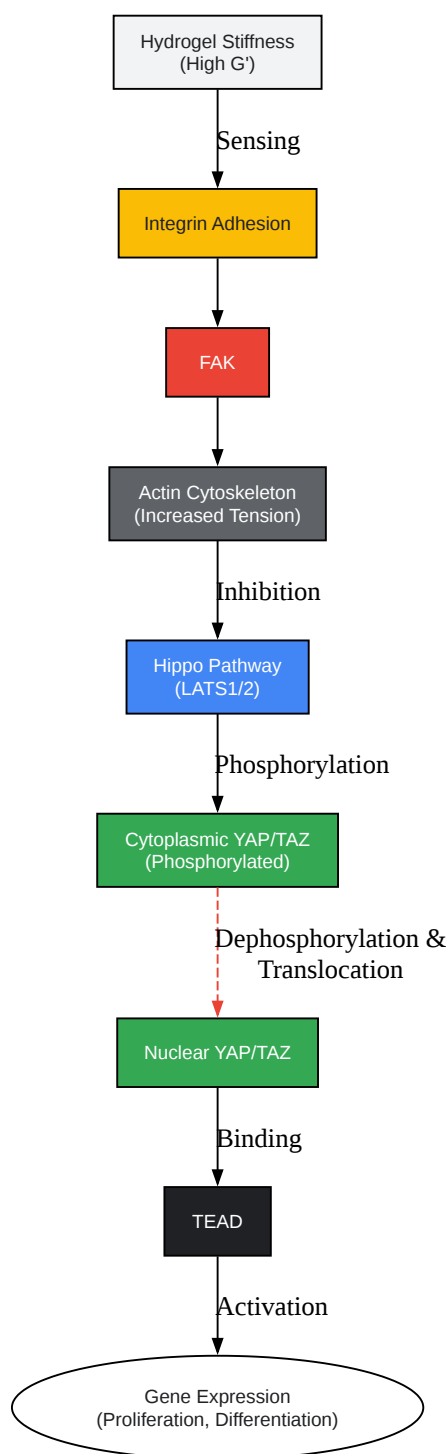 Hydrogel Stiffness
(High G')
Sensing
Integrin Adhesion
FAK
Actin Cytoskeleton
(Increased Tension)
Inhibition
Hippo Pathway
(LATS1/2)
Phosphorylation
Cytoplasmic YAP/TAZ
(Phosphorylated)
Dephosphorylation &
Translocation
Nuclear YAP/TAZ
Binding
TEAD
Activation
Gene Expression
(Proliferation, Differentiation)